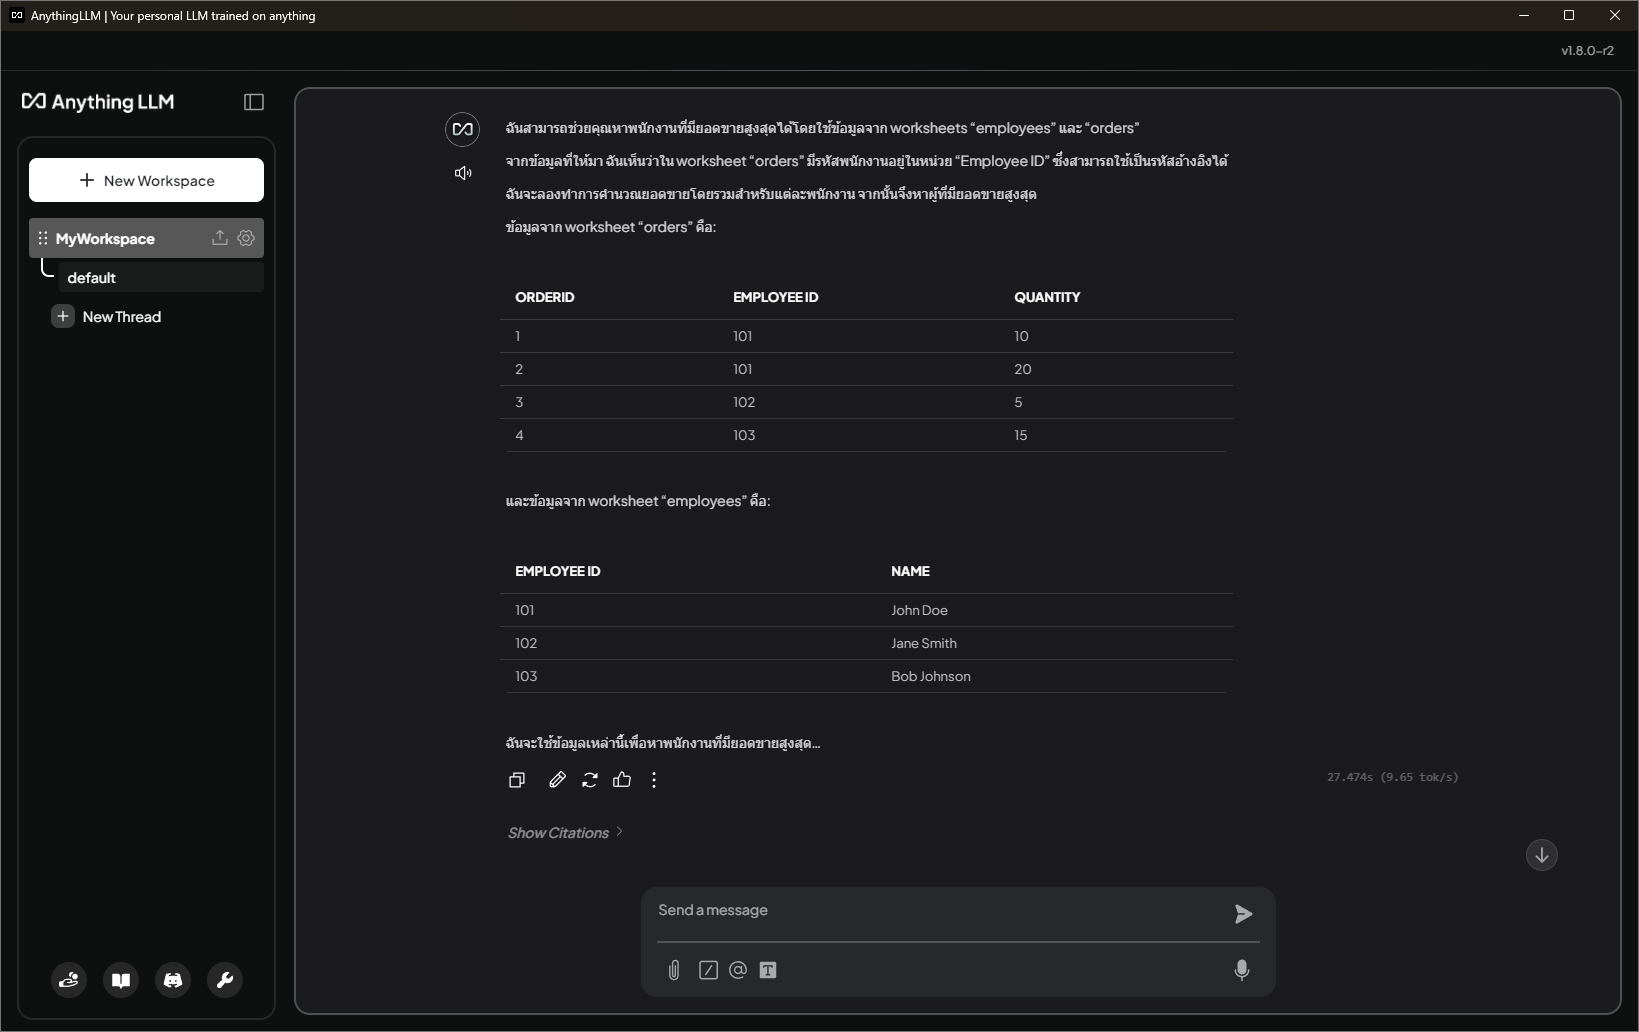 AnythingLLM | Your personal LLM trained on anything
v1.8.0-r2
Anything LLM
New Workspace
MyWorkspace
default
New Thread
ฉันสามารถช่วยคุณหาพนักงานที่มียอดขายสูงสุดได้โดยใช้ข้อมูลจาก worksheets “employees” และ “orders”
จากข้อมูลที่ให้มา ฉันเห็นว่าใน worksheet “orders” มีรหัสพนักงานอยู่ในหน่วย “Employee ID” ซึ่งสามารถใช้เป็นรหัสอ้างอิงได้
ฉันจะลองทำการคำนวณยอดขายโดยรวมสำหรับแต่ละพนักงาน จากนั้นจึงหาผู้ที่มียอดขายสูงสุด
ข้อมูลจาก worksheet “orders” คือ:
ORDERID EMPLOYEE ID QUANTITY
1 101 10
2 101 20
3 102 5
4 103 15
และข้อมูลจาก worksheet “employees” คือ:
EMPLOYEE ID NAME
101 John Doe
102 Jane Smith
103 Bob Johnson
ฉันจะใช้ข้อมูลเหล่านี้เพื่อหาพนักงานที่มียอดขายสูงสุด...
27.474s (9.65 tok/s)
Show Citations
Send a message